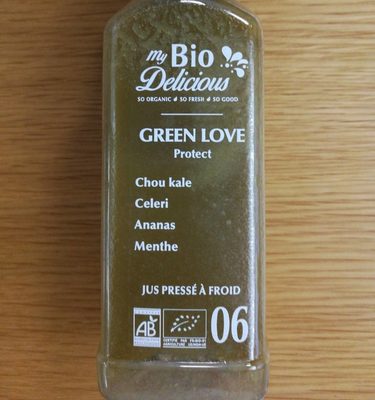 my Bio
Delicious
SO ORGANIC SO FRESH SO GOOD
GREEN LOVE
Protect
Chou kale
Celeri
Ananas
Menthe
JUS PRESSÉ À FROID
AB
06